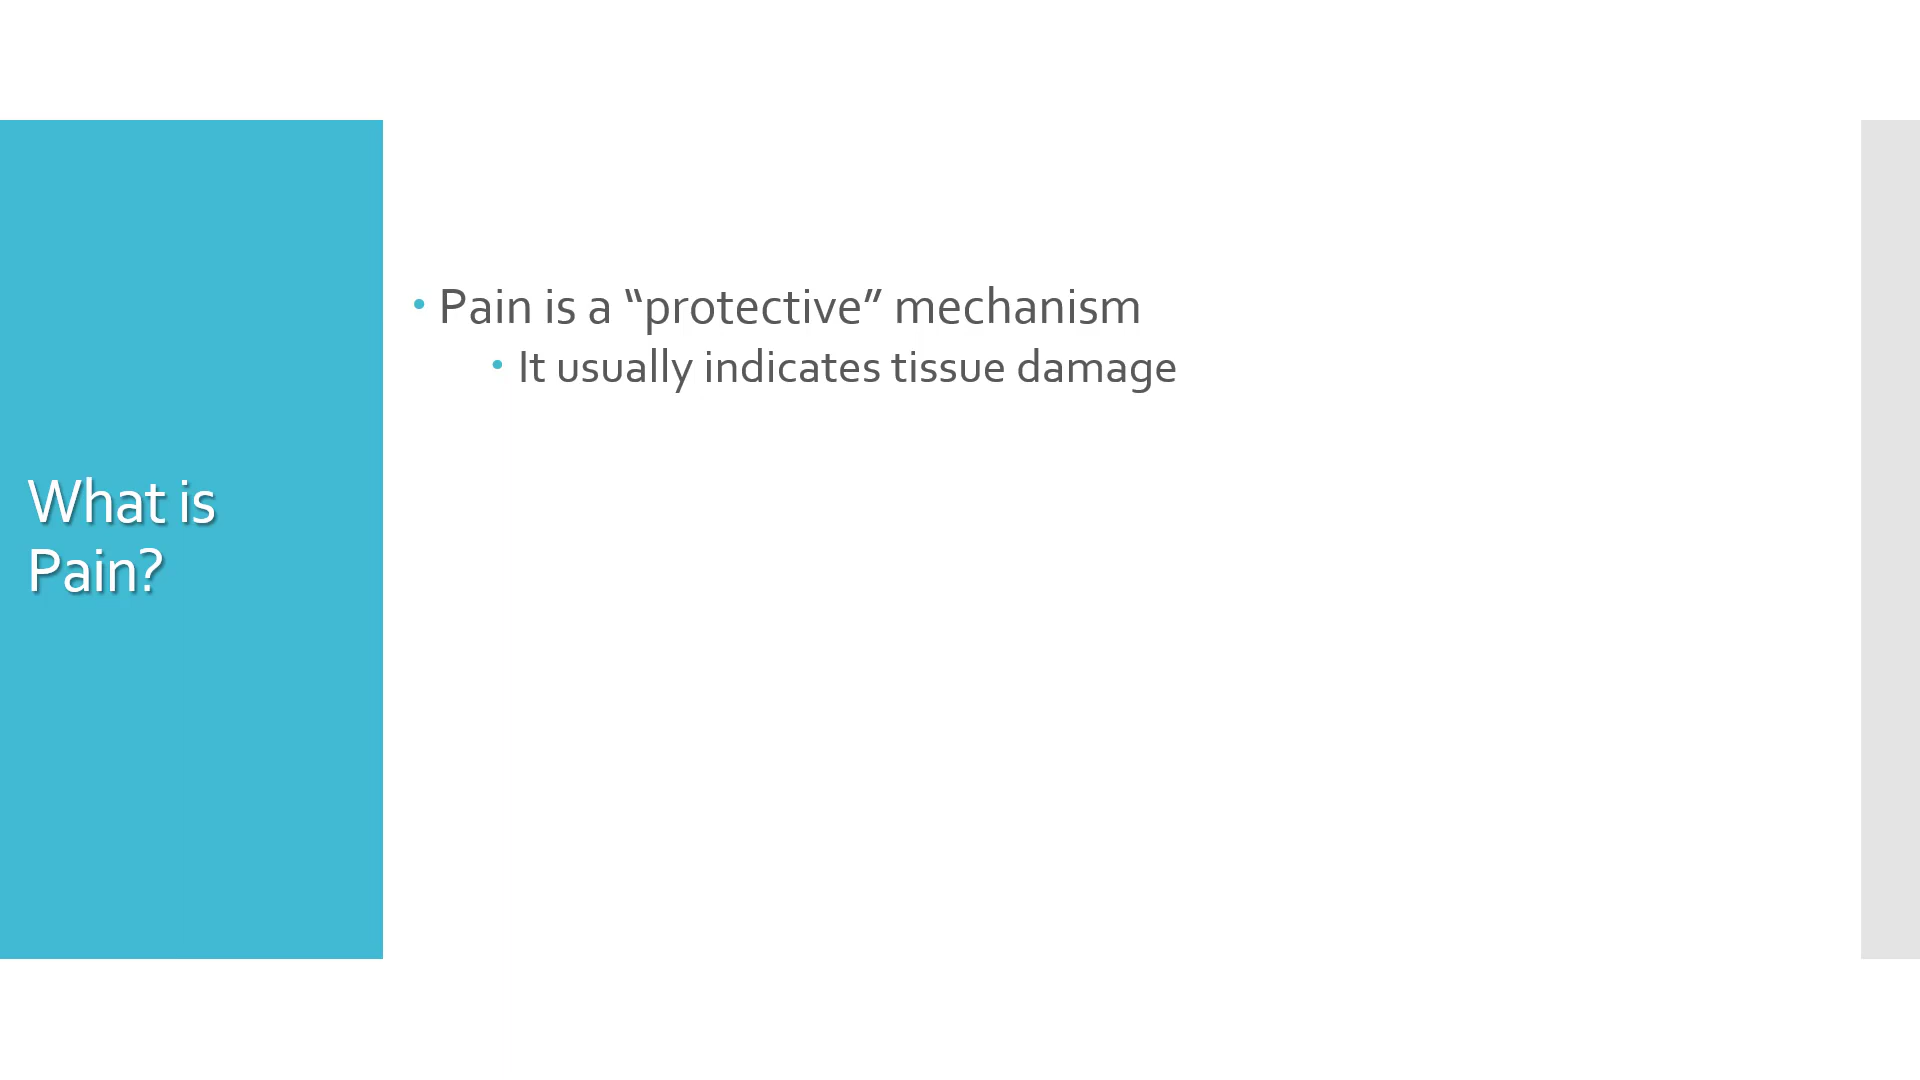 What is
Pain?
• Pain is a “protective” mechanism
• It usually indicates tissue damage